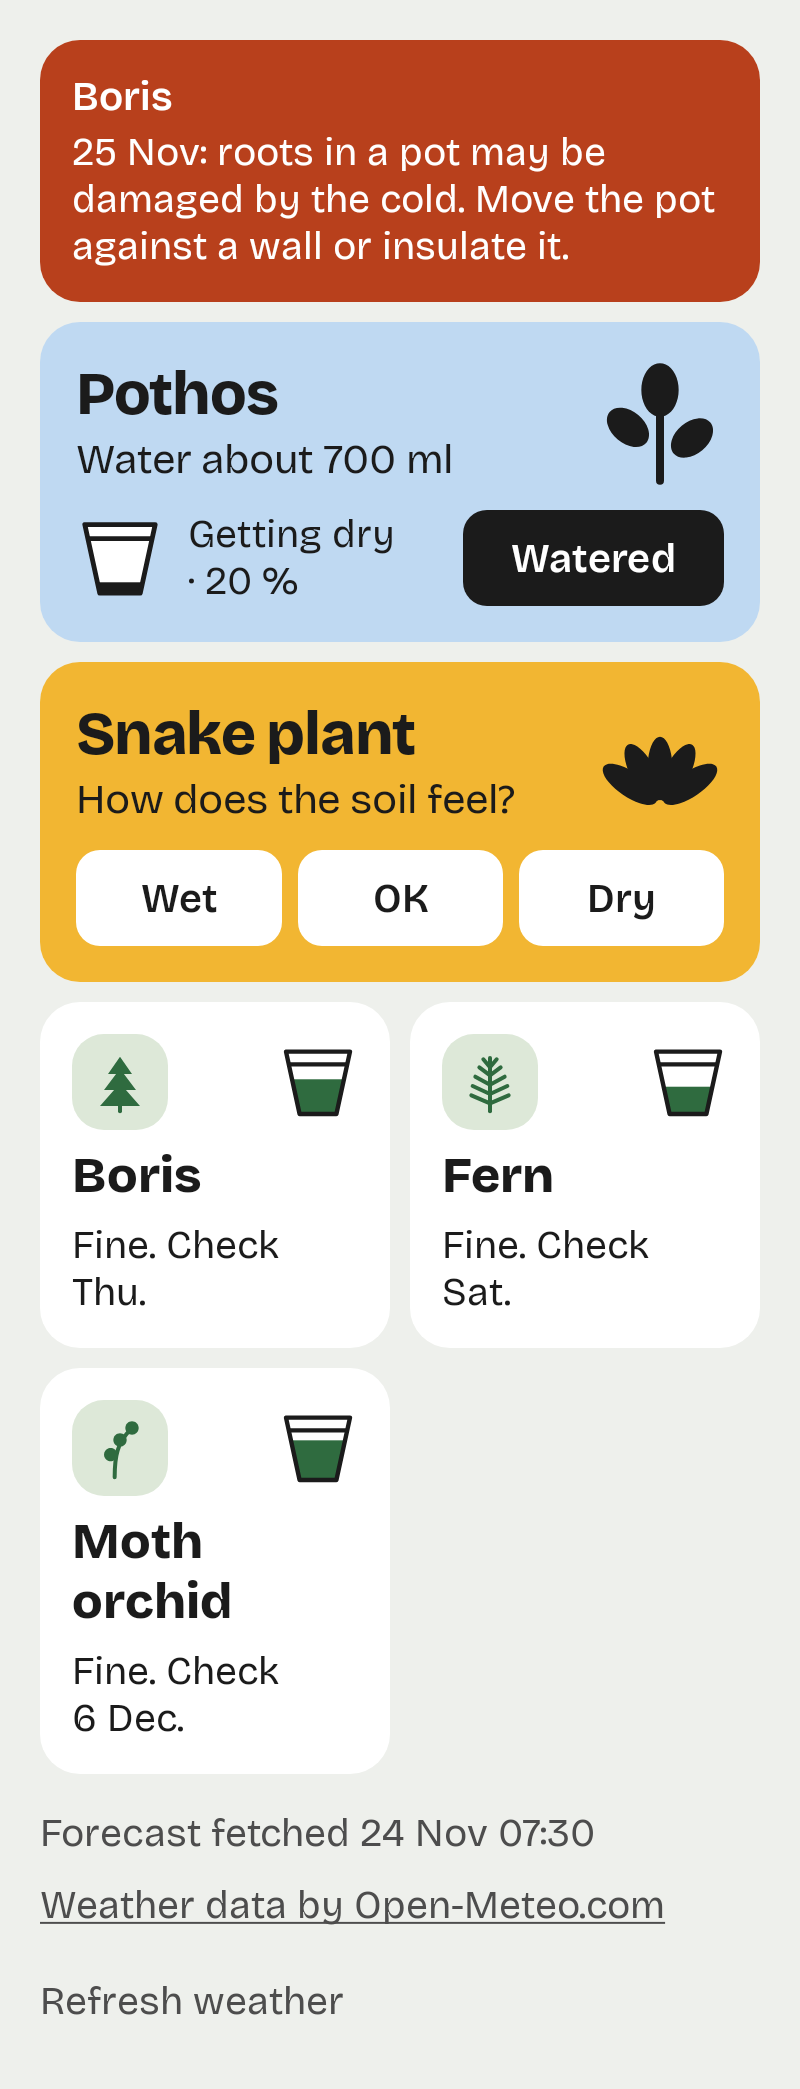 Boris
25 Nov: roots in a pot may be
damaged by the cold. Move the pot
against a wall or insulate it.
Pothos
Water about 700 ml
Getting dry
· 20 %
Watered
Snake plant
How does the soil feel?
Wet
OK
Dry
Boris
Fine. Check
Thu.
Fern
Fine. Check
Sat.
Moth
orchid
Fine. Check
6 Dec.
Forecast fetched 24 Nov 07:30
Weather data by Open-Meteo.com
Refresh weather